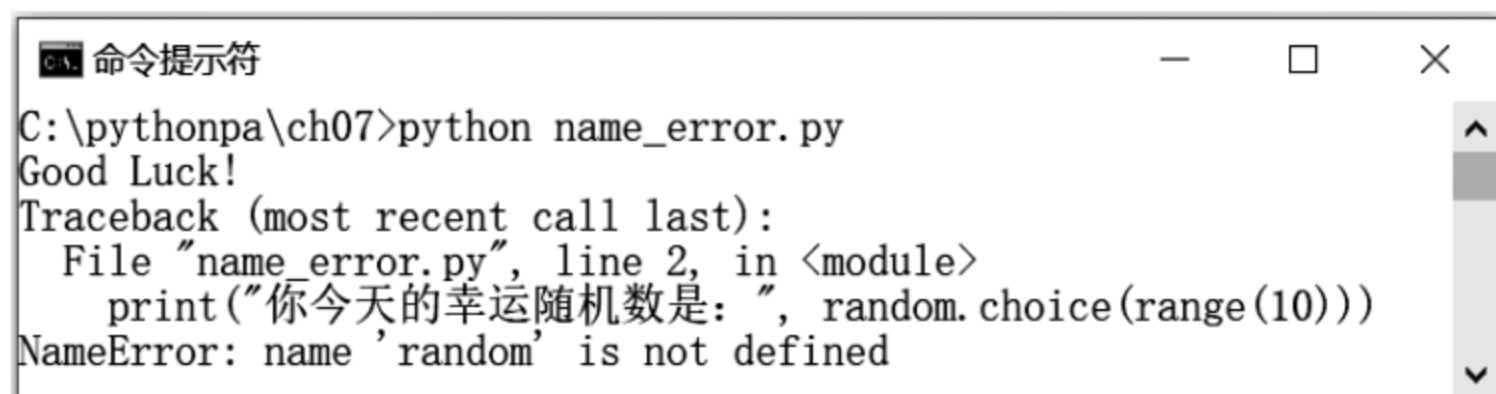 命令提示符
C:\pythonpa\ch07>python name_error.py
Good Luck!
Traceback (most recent call last):
  File "name_error.py", line 2, in <module>
    print("你今天的幸运随机数是：", random.choice(range(10)))
NameError: name 'random' is not defined